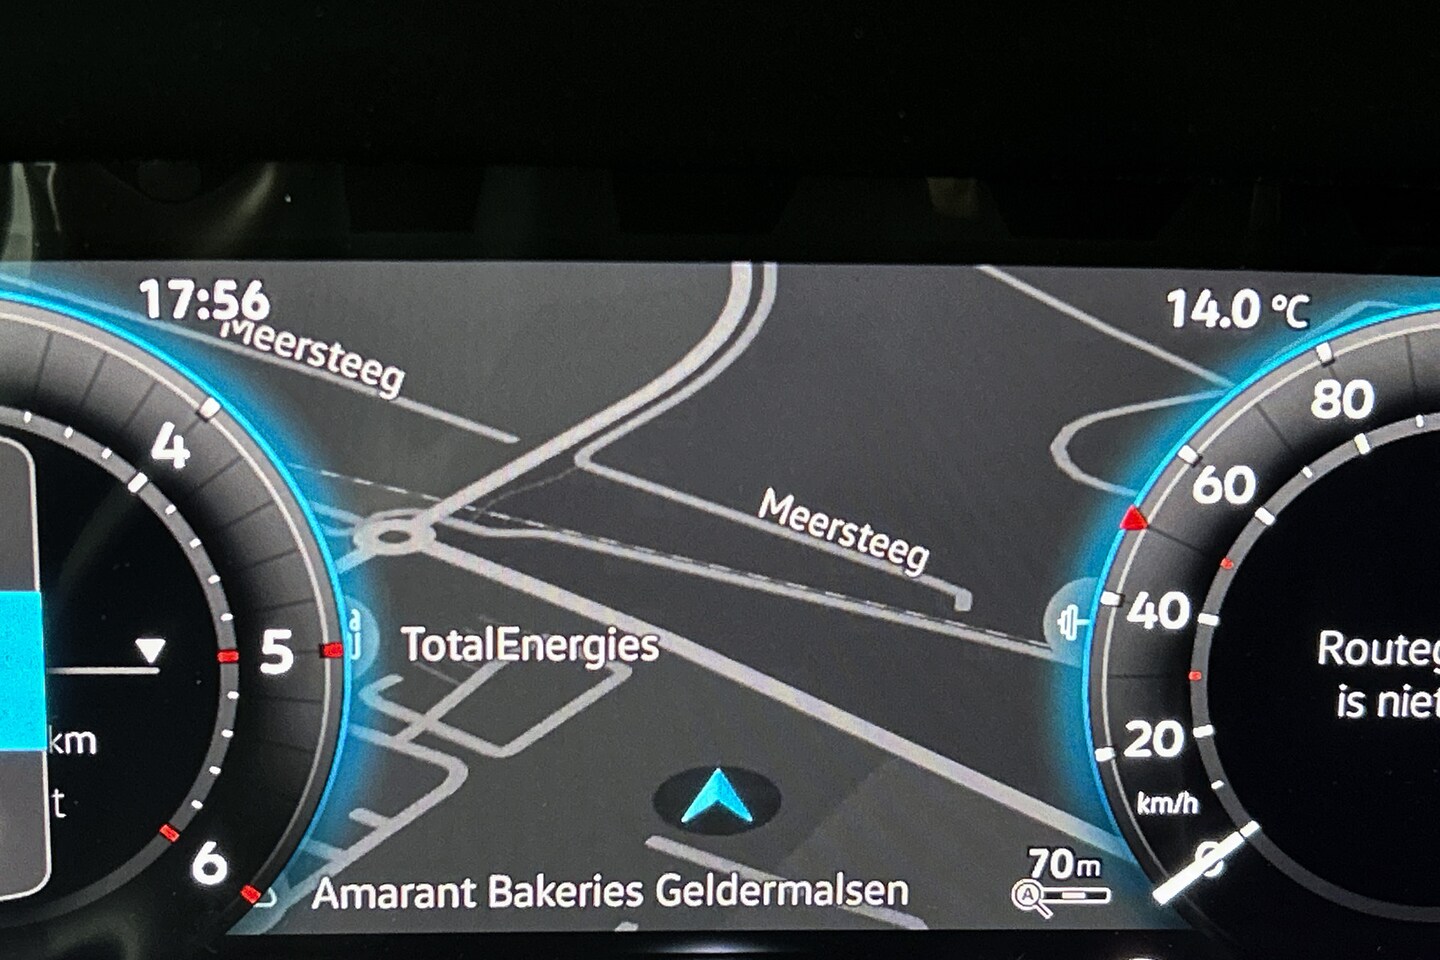 17:56
14.0 °C
Meersteeg
4
80
60
Meersteeg
40
TotalEnergies
5
is niet
20
km
km/h
t
6
0
70m
A
Amarant Bakeries Geldermalsen